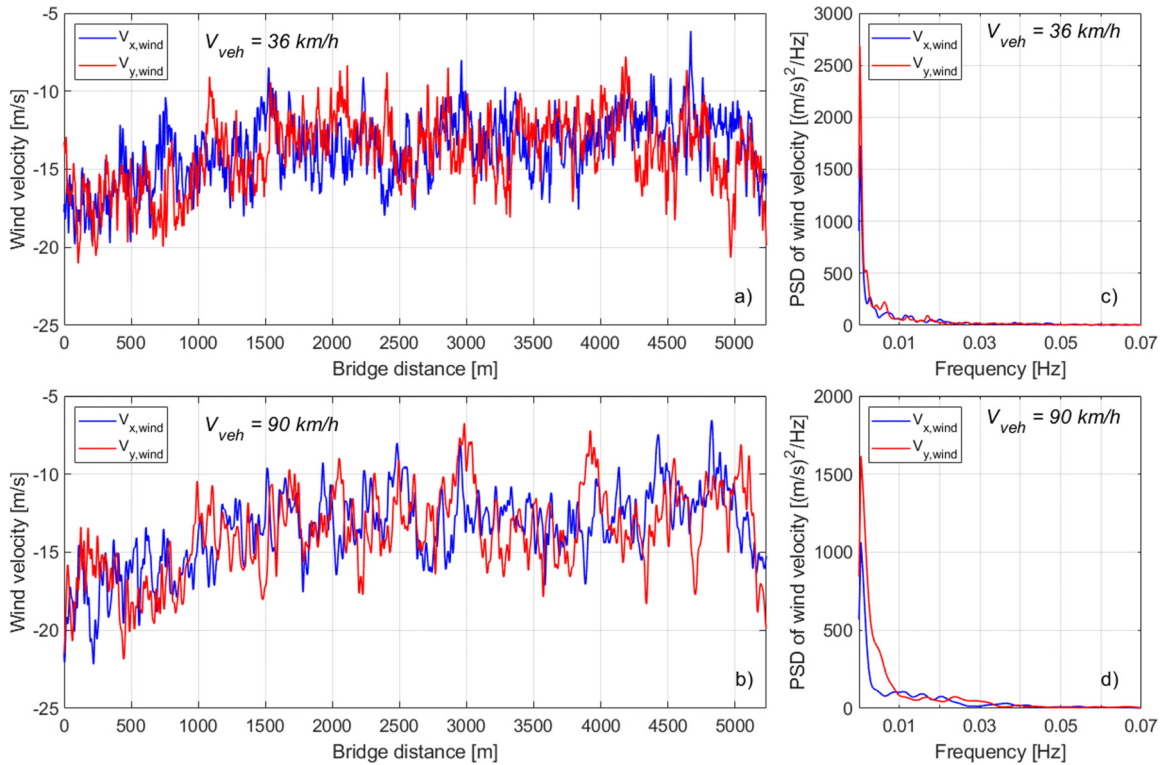 V_x,wind
V_y,wind
V_veh = 36 km/h
-5
-10
-15
-20
-25
Wind velocity [m/s]
a)
0 500 1000 1500 2000 2500 3000 3500 4000 4500 5000
Bridge distance [m]
V_x,wind
V_y,wind
V_veh = 36 km/h
3000
2500
2000
1500
1000
500
0
PSD of wind velocity [(m/s)^2/Hz]
c)
0.01 0.03 0.05 0.07
Frequency [Hz]
V_x,wind
V_y,wind
V_veh = 90 km/h
-5
-10
-15
-20
-25
Wind velocity [m/s]
b)
0 500 1000 1500 2000 2500 3000 3500 4000 4500 5000
Bridge distance [m]
V_x,wind
V_y,wind
V_veh = 90 km/h
2000
1500
1000
500
0
PSD of wind velocity [(m/s)^2/Hz]
d)
0.01 0.03 0.05 0.07
Frequency [Hz]